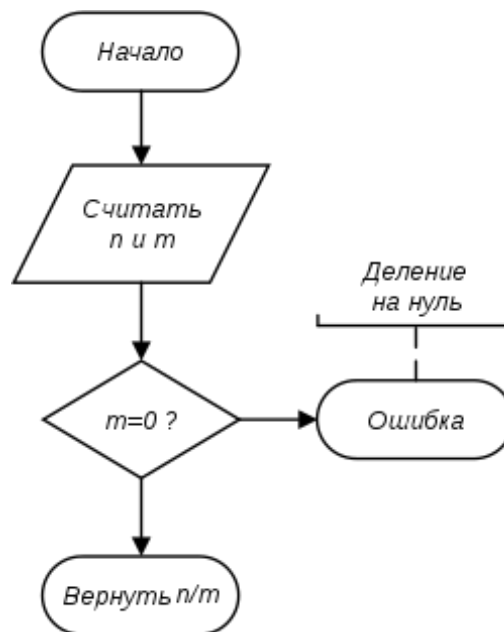 Начало
Считать
n и m
Деление
на нуль
m=0 ?
Ошибка
Вернуть n/m